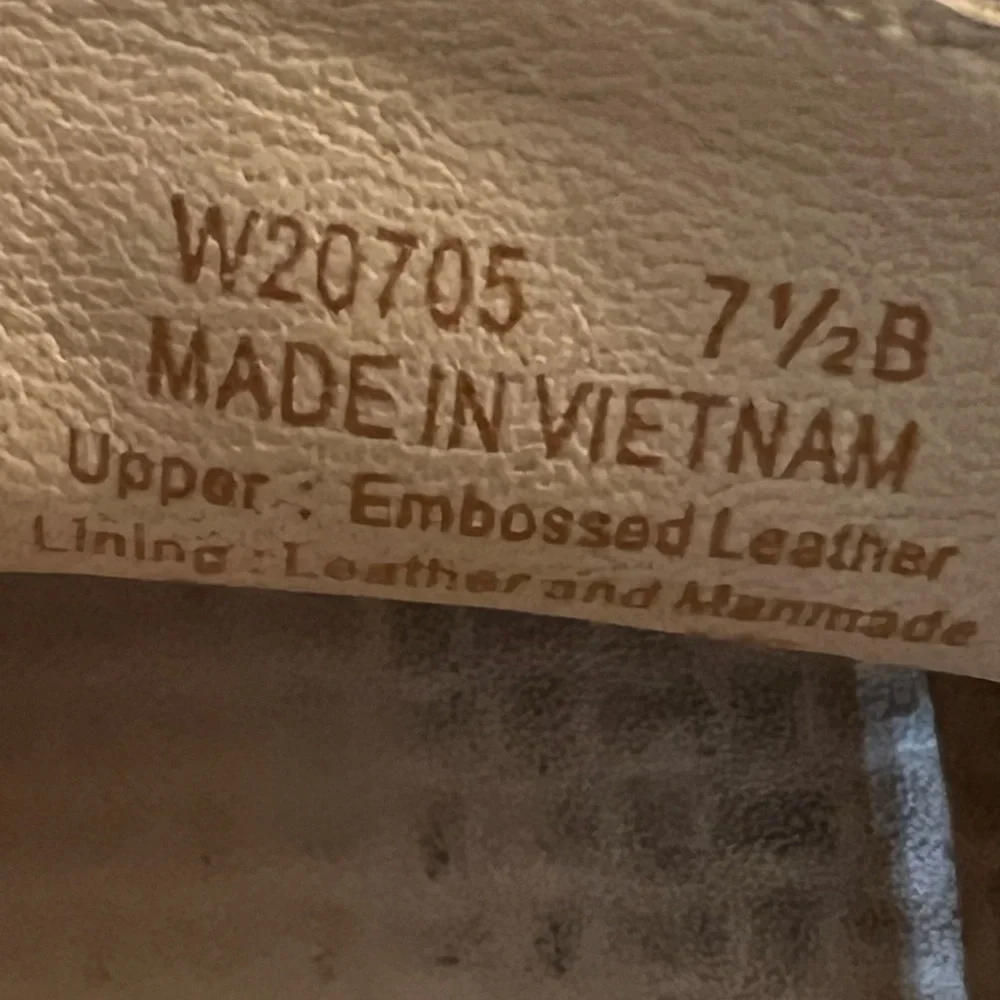 W20705 7½B
MADE IN VIETNAM
Upper : Embossed Leather
Lining : Leather and Manmade